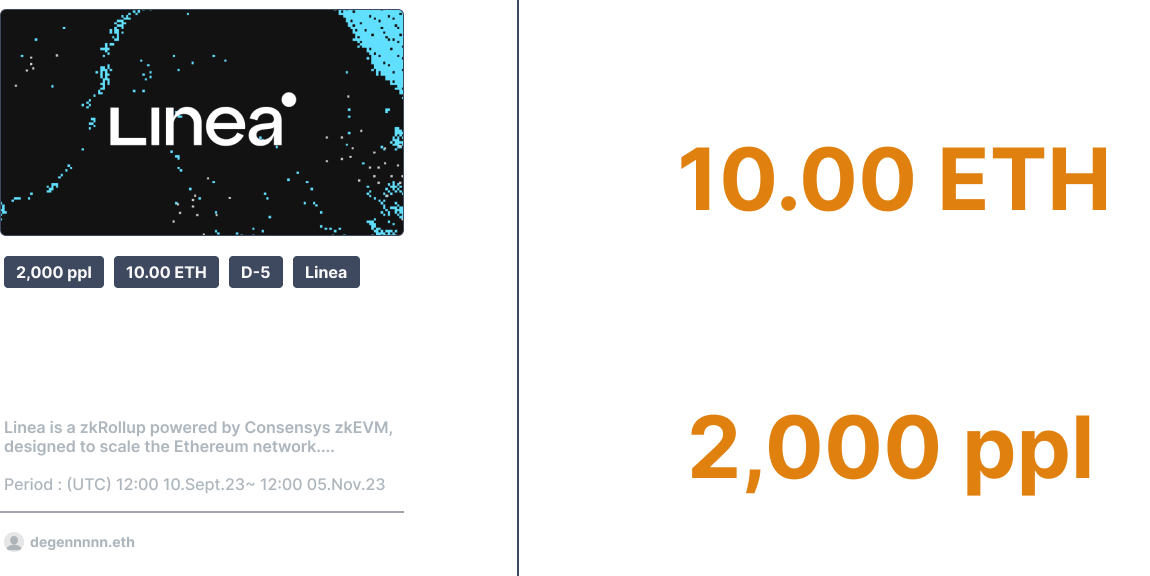 Linea
2,000 ppl
10.00 ETH
D-5
Linea
Linea is a zkRollup powered by Consensys zkEVM,
designed to scale the Ethereum network....
Period : (UTC) 12:00 10.Sept.23~ 12:00 05.Nov.23
degennnnn.eth
10.00 ETH
2,000 ppl